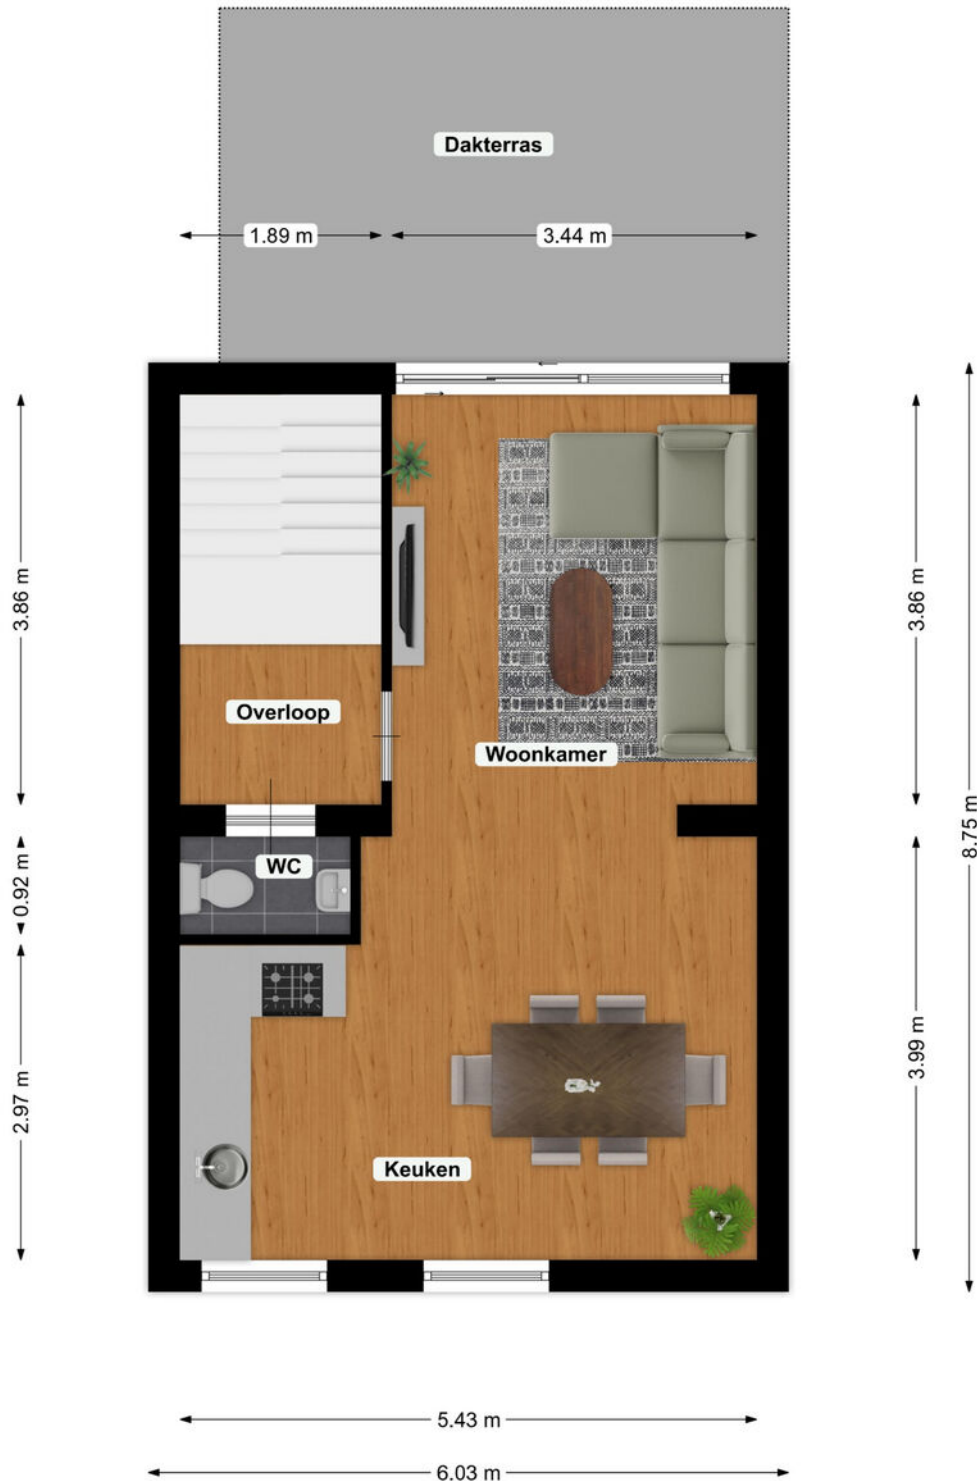 Dakterras
1.89 m
3.44 m
3.86 m
3.86 m
Overloop
Woonkamer
8.75 m
WC
0.92 m
3.99 m
2.97 m
Keuken
5.43 m
6.03 m